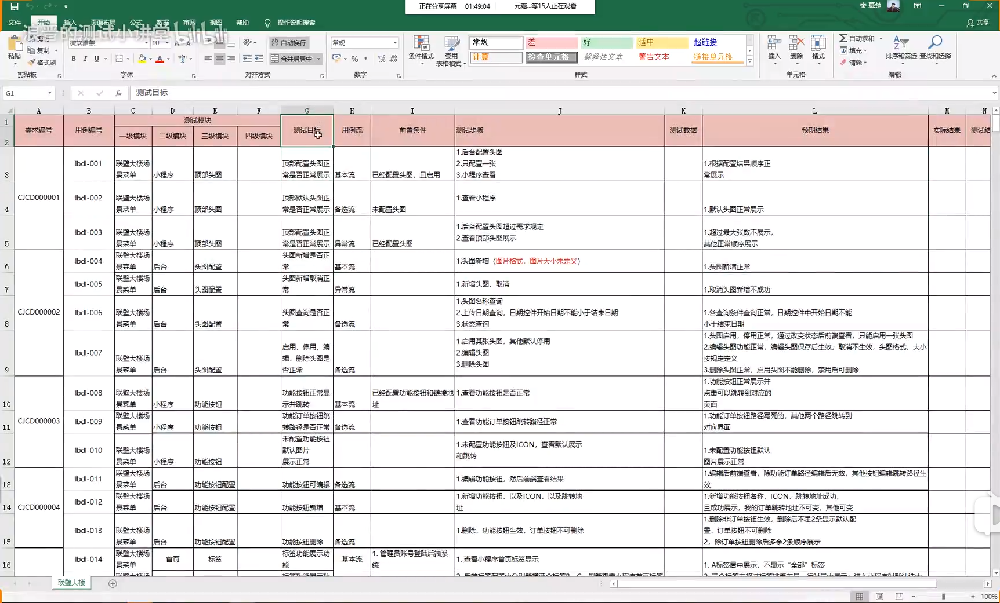 正在分享屏幕 01:49:04 元嘉...等15人正在观看
秦 慕楚
文件 开始 插入 页面布局 公式 数据 审阅 视图 帮助 操作说明搜索
共享
浪晋的测试小讲堂 bilibili
粘贴 剪切 复制 格式刷
微软雅黑 10
自动换行
合并后居中
常规
条件格式 套用表格格式
常规 差 好 适中 超链接
计算 检查单元格 解释性文本 警告文本 链接单元格
插入 删除 格式
自动求和 填充 清除
排序和筛选 查找和选择
剪贴板 字体 对齐方式 数字 样式 单元格 编辑
G1 测试目标
A B C D E F G H I J K L M N
需求编号 用例编号 测试模块 测试目标 用例流 前置条件 测试步骤 测试数据 预期结果 实际结果 测试结
一级模块 二级模块 三级模块 四级模块
1
2
3 CJCD000001 lbdl-001 联璧大楼场景菜单 小程序 顶部头图 顶部配置头图正常是否正常展示 基本流 已经配置头图，且启用
1.后台配置头图
2.只配置一张
3.小程序查看
1.根据配置结果顺序正
常展示
4 lbdl-002 联璧大楼场景菜单 小程序 顶部头图 顶部默认头图正常是否正常展示 备选流 未配置头图
1.查看小程序
1.默认头图正常展示
5 lbdl-003 联璧大楼场景菜单 小程序 顶部头图 顶部配置头图正常是否正常展示 异常流 已经配置头图
1.后台配置头图超过需求规定
2.查看顶部头图展示
1.超过最大张数不展示，
其他正常顺序展示
6 CJCD000002 lbdl-004 联璧大楼场景菜单 后台 头图配置 头图新增是否正常 基本流
1.头图新增（图片格式，图片大小未定义）
1.头图新增正常
7 lbdl-005 联璧大楼场景菜单 后台 头图配置 头图新增取消正常 异常流
1.新增头图，取消
1.取消头图新增不成功
8 lbdl-006 联璧大楼场景菜单 后台 头图配置 头图查询是否正常 备选流
1.头图名称查询
2.上传日期查询，日期控件开始日期不能小于结束日期
3.状态查询
1.各查询条件查询正常，日期控件中开始日期不能
小于结束日期
9 lbdl-007 联璧大楼场景菜单 后台 头图配置 启用，停用，编辑，删除头图是否正常 备选流
1.启用某张头图，其他默认停用
2.编辑头图
3.删除头图
1.头图启用，停用正常，通过改变状态后前端查看，只能启用一张头图
2.编辑头图功能正常，编辑头图保存后生效，取消不生效，头图格式，大小
按规定定义
3.删除头图正常，启用头图不能删除，禁用后可删除
10 CJCD000003 lbdl-008 联璧大楼场景菜单 小程序 功能按钮 功能按钮正常显示并跳转 基本流 已经配置功能按钮和链接地址
1.查看功能按钮是否正常
1.功能按钮正常展示并
点击可以跳转到对应的
页面
11 lbdl-009 联璧大楼场景菜单 小程序 功能按钮 功能订单按钮跳转路径是否正常 备选流
1.查看功能订单按钮跳转路径正常
1.功能订单按钮路径写死的，其他两个路径跳转到
对应界面
12 lbdl-010 联璧大楼场景菜单 小程序 功能按钮 未配置功能按钮默认图片展示正常
1.未配置功能按钮及ICON，查看默认展示
和跳转
1.未配置功能按钮默认
图片展示正常
13 CJCD000004 lbdl-011 联璧大楼场景菜单 后台 功能按钮配置 功能按钮可编辑 备选流
1.编辑功能按钮，然后前端查看结果
1.编辑后前端查看，除功能订单路径编辑后无效，其他按钮编辑跳转路径生
效
14 lbdl-012 联璧大楼场景菜单 后台 功能按钮配置 功能按钮新增 基本流
1.新增功能按钮，以及ICON，以及跳转地
址
1.新增功能按钮名称，ICON，跳转地址成功，
且成功展示，我的订单跳转地址不可变，其他可变
15 lbdl-013 联璧大楼场景菜单 后台 功能按钮配置 功能按钮删除 备选流
1.删除，功能按钮生效，订单按钮不可删除
1.删除非订单按钮生效，删除后不足2条显示默认配
置，订单按钮不可删除
2，除订单按钮删除后多余2条顺序展示
16 lbdl-014 联璧大楼场景菜单 首页 标签 标签功能展示功能 基本流 1. 管理员账号登陆后端系统
1. 查看小程序首页标签显示
1. A标签居中展示，不显示“全部”标签
联璧大楼
100%